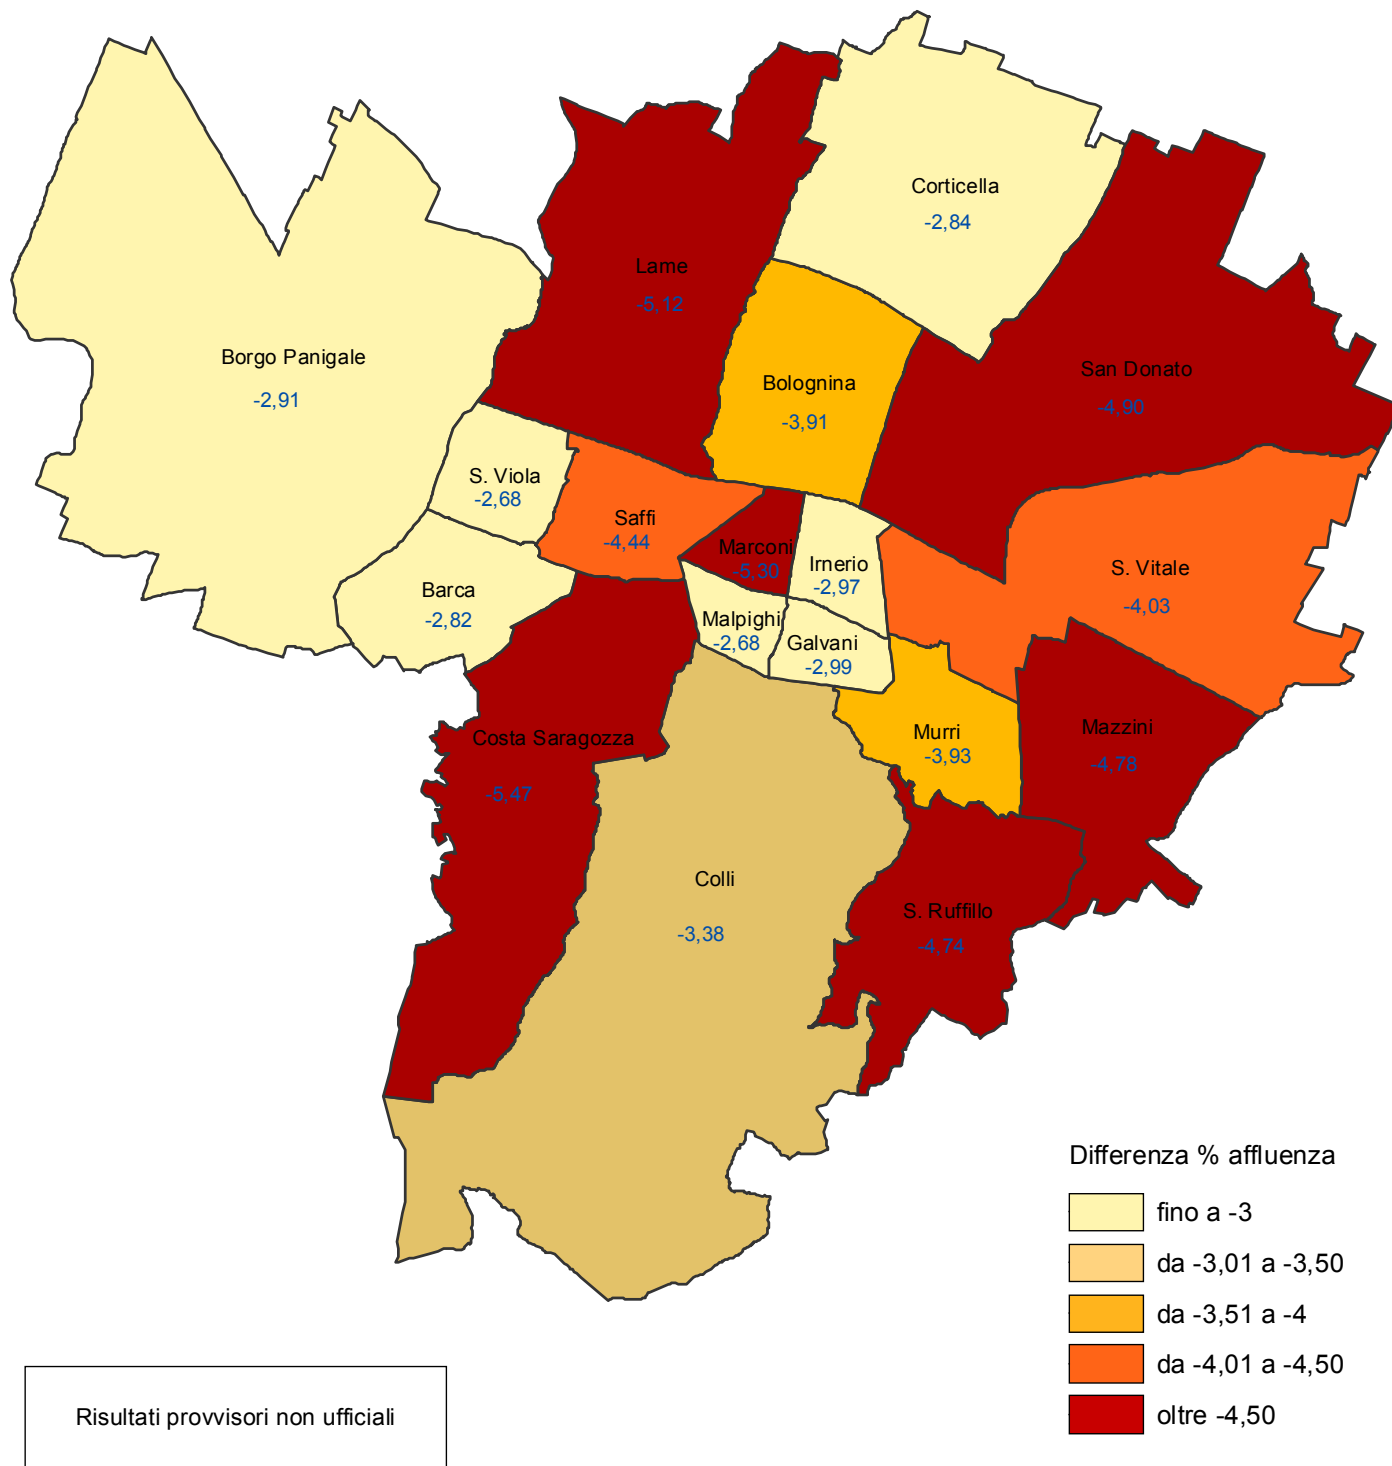 Corticella
-2,84
Lame
-5,12
Borgo Panigale
-2,91
San Donato
-4,90
Bolognina
-3,91
S. Viola
-2,68
Saffi
-4,44
Marconi
-5,30
Irnerio
-2,97
S. Vitale
-4,03
Barca
-2,82
Malpighi
-2,68
Galvani
-2,99
Costa Saragozza
-5,47
Murri
-3,93
Mazzini
-4,78
Colli
-3,38
S. Ruffillo
-4,74
Differenza % affluenza
fino a -3
da -3,01 a -3,50
da -3,51 a -4
da -4,01 a -4,50
oltre -4,50
Risultati provvisori non ufficiali